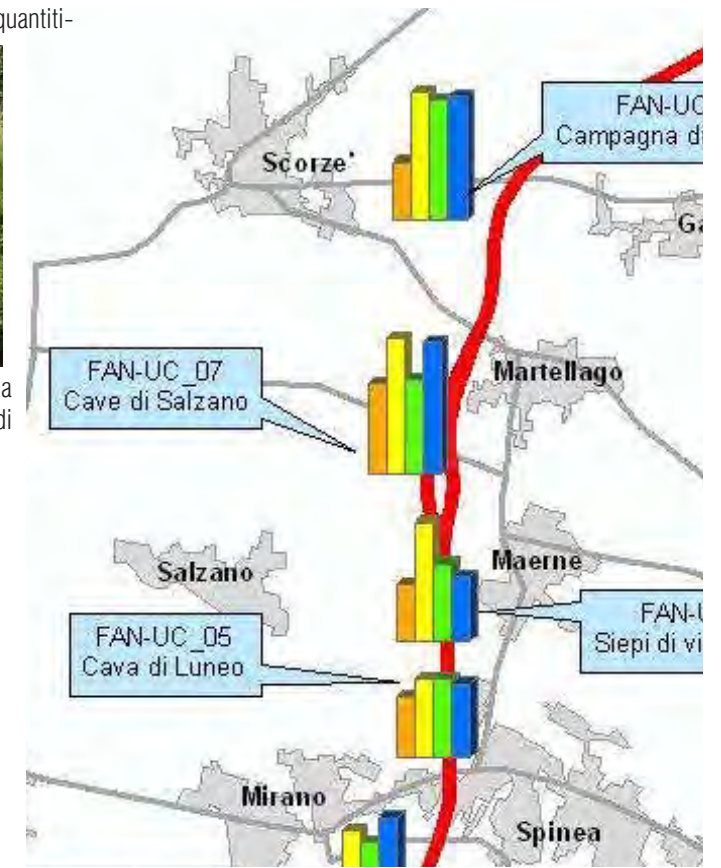 quantiti-
a
di
FAN-UC
Campagna di
Scorze'
Ga
FAN-UC_07
Cave di Salzano
Martellago
Salzano
Maerne
FAN-U
Siepi di vi
FAN-UC_05
Cava di Luneo
Mirano
Spinea